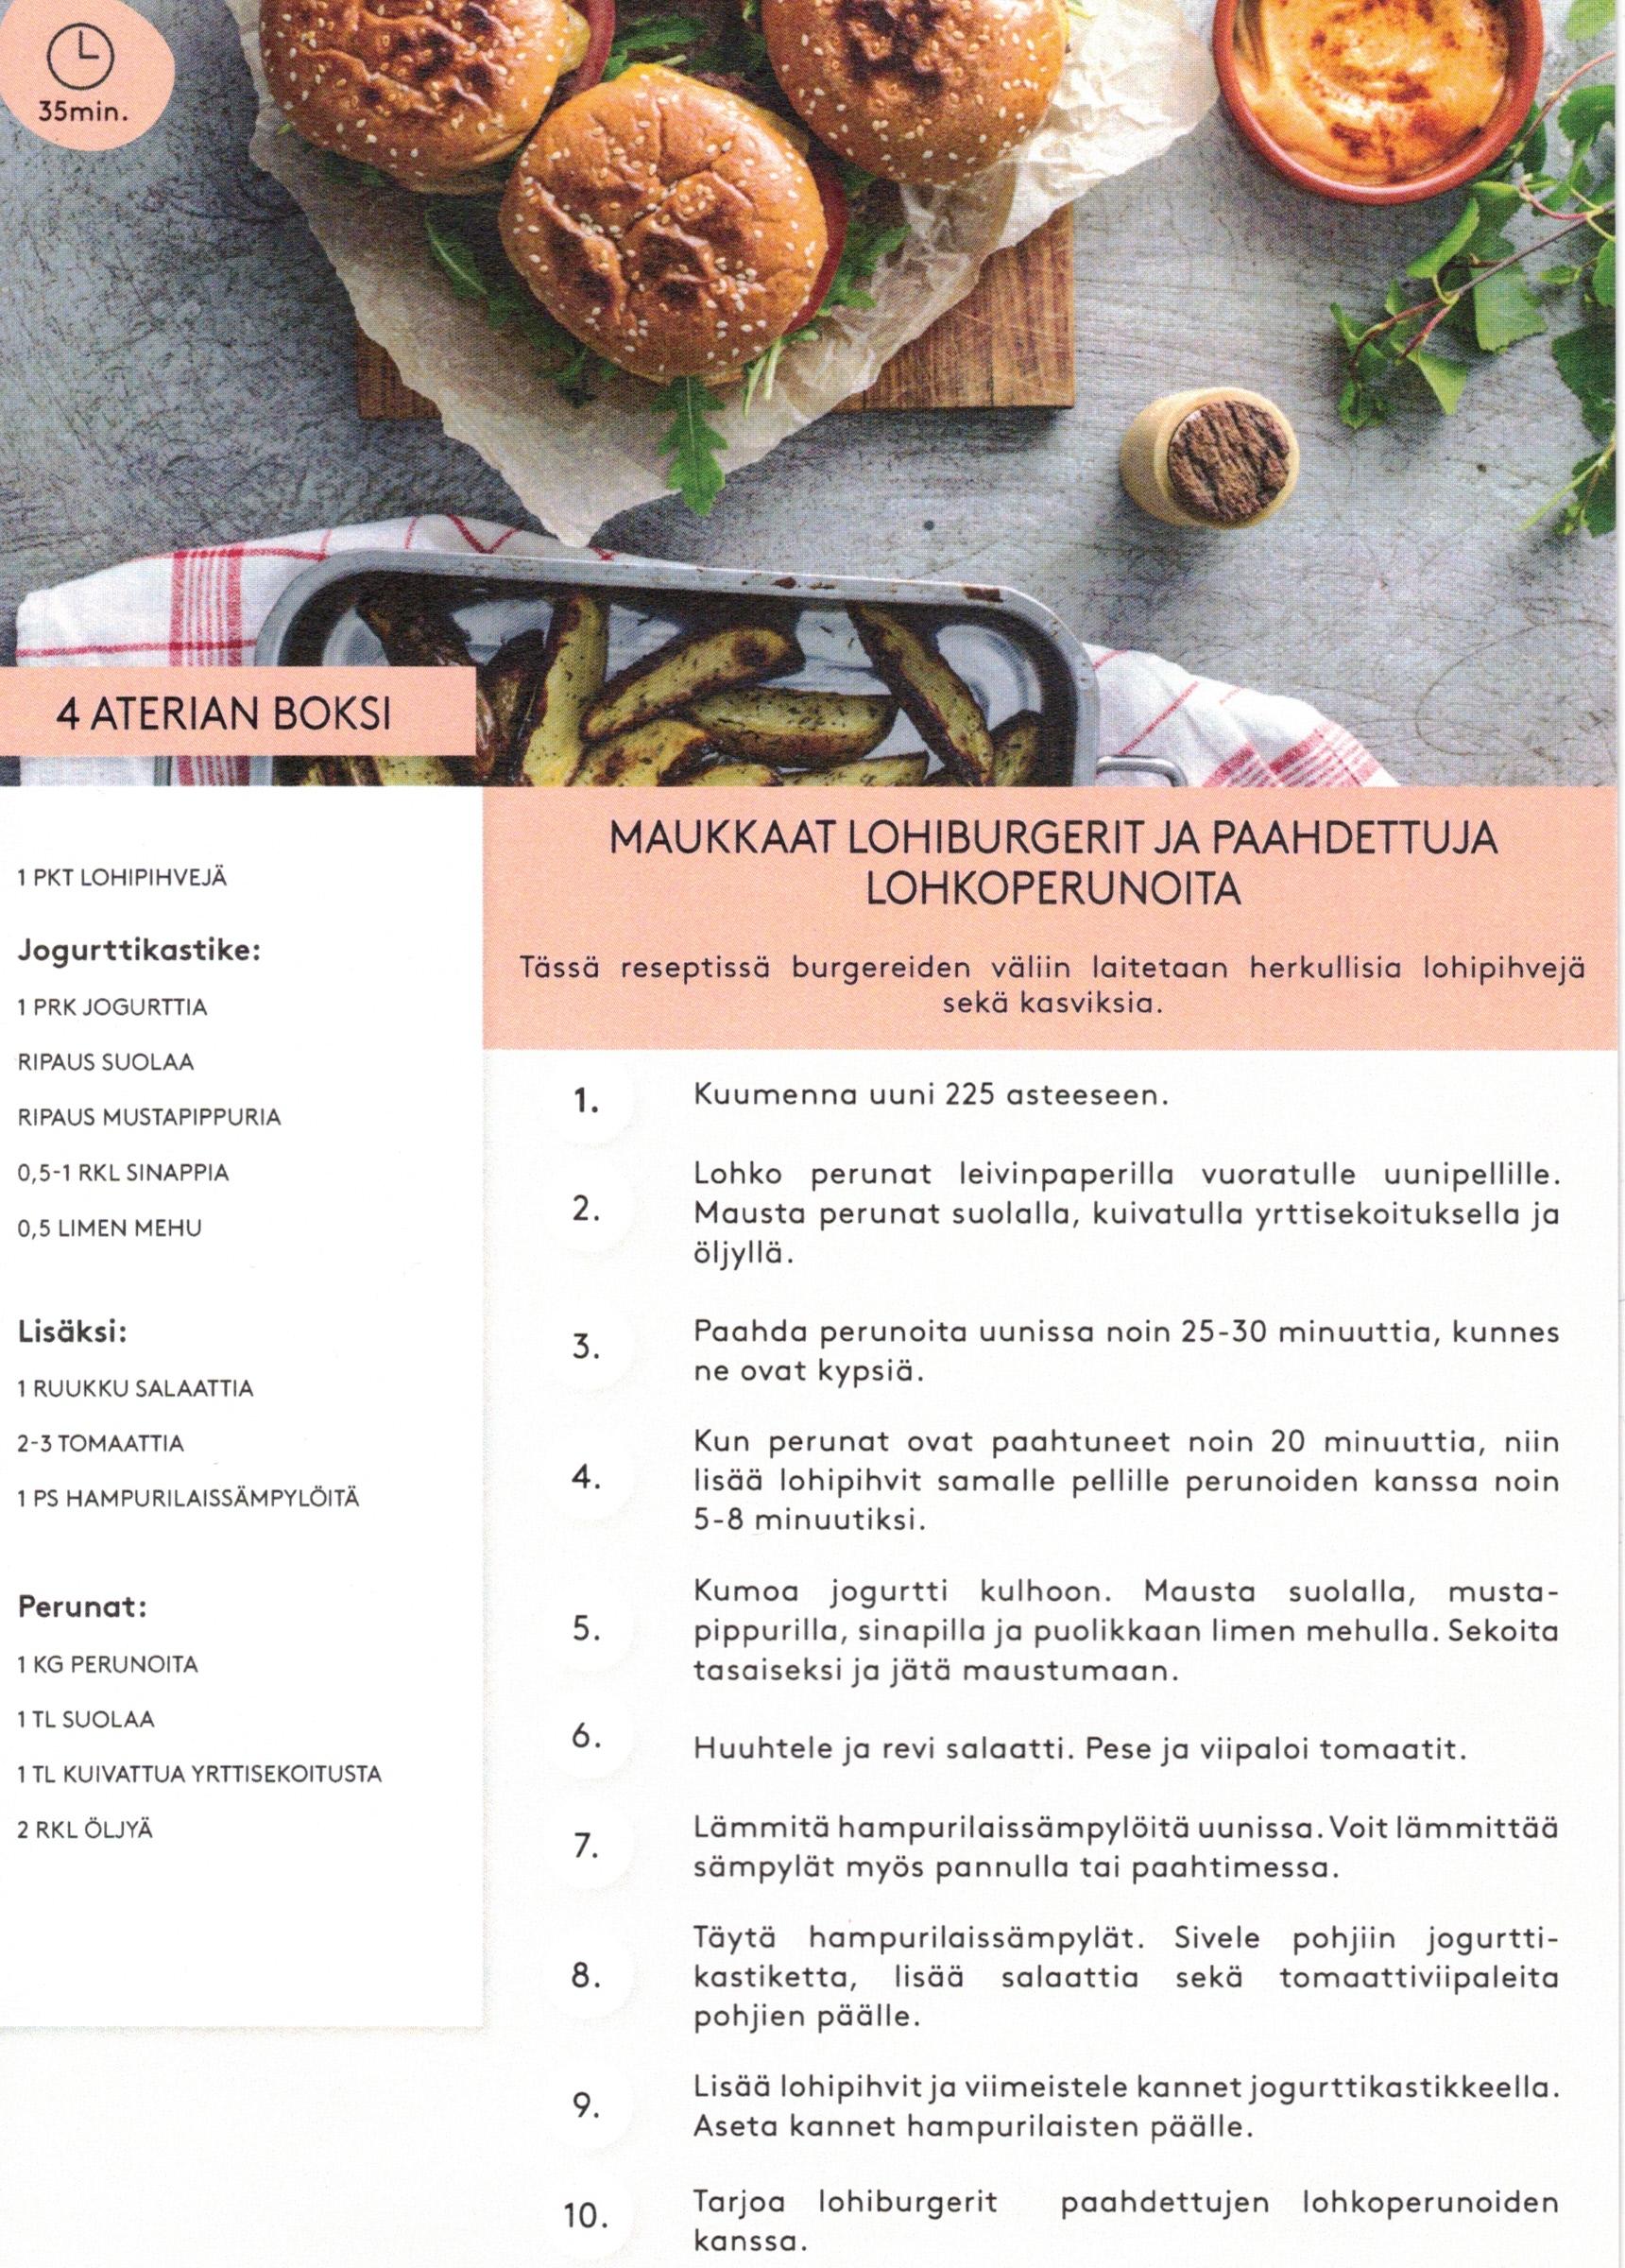 35min.
4 ATERIAN BOKSI
1 PKT LOHIPIHVEJÄ
Jogurttikastike:
1 PRK JOGURTTIA
RIPAUS SUOLAA
RIPAUS MUSTAPIPPURIA
0,5-1 RKL SINAPPIA
0,5 LIMEN MEHU
Lisäksi:
1 RUUKKU SALAATTIA
2-3 TOMAATTIA
1 PS HAMPURILAISSÄMPYLÖITÄ
Perunat:
1 KG PERUNOITA
1 TL SUOLAA
1 TL KUIVATTUA YRTTISEKOITUSTA
2 RKL ÖLJYÄ
MAUKKAAT LOHIBURGERIT JA PAAHDETTUJA
LOHKOPERUNOITA
Tässä reseptissä burgereiden väliin laitetaan herkullisia lohipihvejä
sekä kasviksia.
1. Kuumenna uuni 225 asteeseen.
2. Lohko perunat leivinpaperilla vuoratulle uunipellille.
Mausta perunat suolalla, kuivatulla yrttisekoituksella ja
öljyllä.
3. Paahda perunoita uunissa noin 25-30 minuuttia, kunnes
ne ovat kypsiä.
4. Kun perunat ovat paahtuneet noin 20 minuuttia, niin
lisää lohipihvit samalle pellille perunoiden kanssa noin
5-8 minuutiksi.
5. Kumoa jogurtti kulhoon. Mausta suolalla, musta-
pippurilla, sinapilla ja puolikkaan limen mehulla. Sekoita
tasaiseksi ja jätä maustumaan.
6. Huuhtele ja revi salaatti. Pese ja viipaloi tomaatit.
7. Lämmitä hampurilaissämpylöitä uunissa. Voit lämmittää
sämpylät myös pannulla tai paahtimessa.
8. Täytä hampurilaissämpylät. Sivele pohjiin jogurtti-
kastiketta, lisää salaattia sekä tomaattiviipaleita
pohjien päälle.
9. Lisää lohipihvit ja viimeistele kannet jogurttikastikkeella.
Aseta kannet hampurilaisten päälle.
10. Tarjoa lohiburgerit paahdettujen lohkoperunoiden
kanssa.